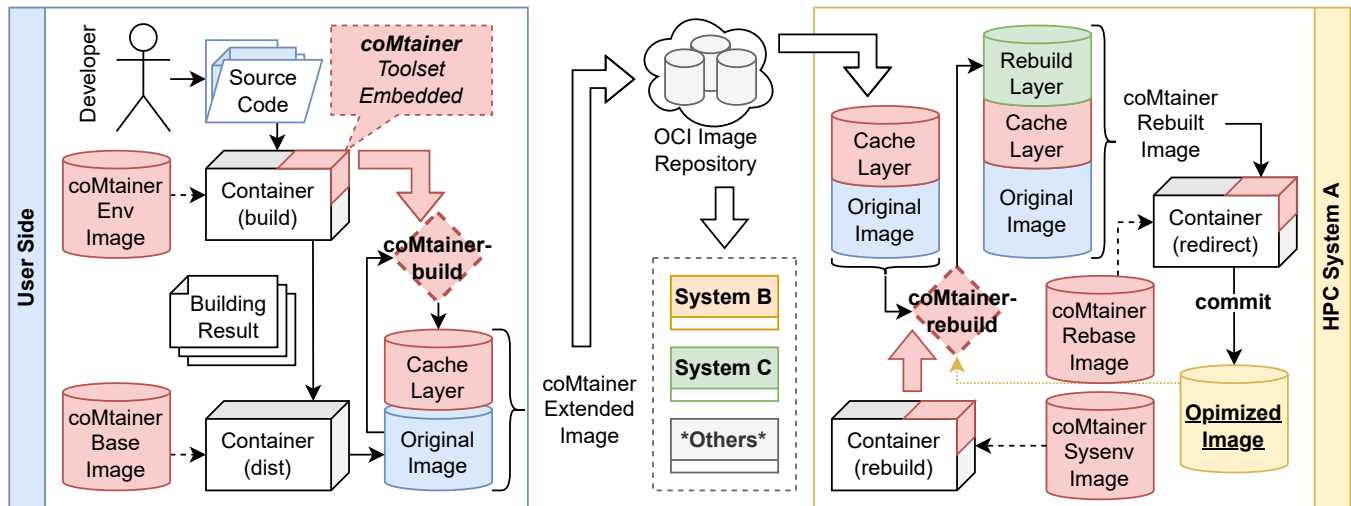 User Side
Developer
Source
Code
coMtainer
Toolset
Embedded
coMtainer
Env
Image
Container
(build)
coMtainer-
build
Building
Result
coMtainer
Base
Image
Container
(dist)
Cache
Layer
Original
Image
coMtainer
Extended
Image
OCI Image
Repository
System B
System C
*Others*
HPC System A
Cache
Layer
Original
Image
Rebuild
Layer
Cache
Layer
Original
Image
coMtainer
Rebuilt
Image
Container
(redirect)
coMtainer-
rebuild
coMtainer
Rebase
Image
commit
Container
(rebuild)
coMtainer
Sysenv
Image
Opimized
Image